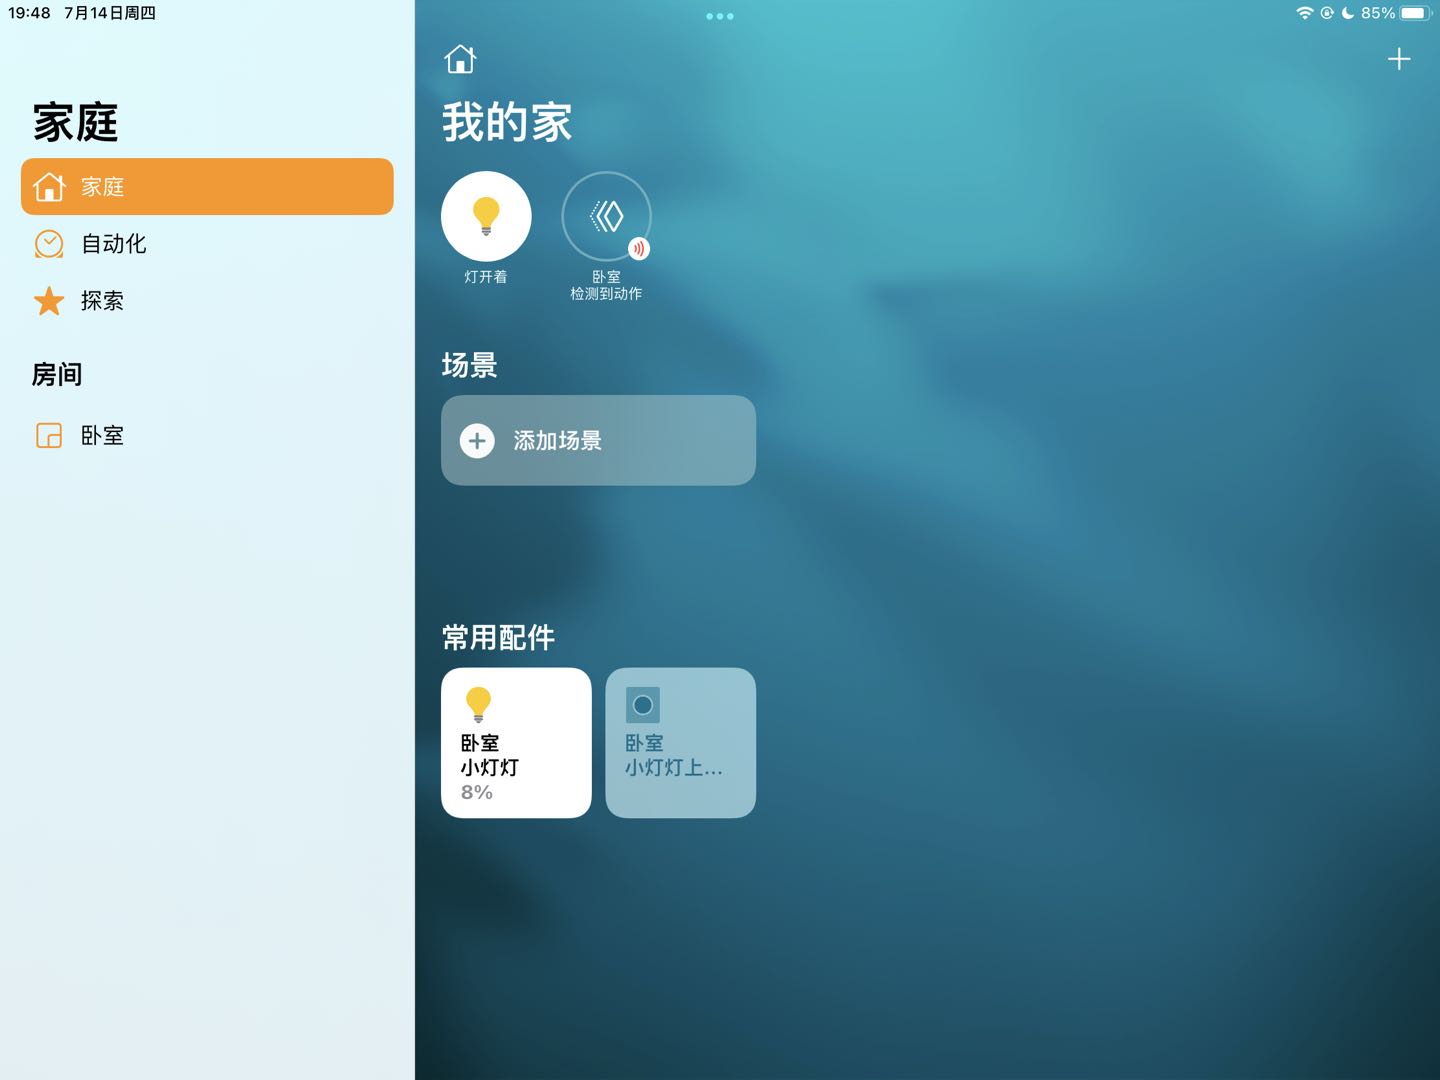 19:48 7月14日周四
85%
家庭
家庭
自动化
探索
房间
卧室
我的家
灯开着
卧室
检测到动作
场景
添加场景
常用配件
卧室
小灯灯
8%
卧室
小灯灯上...